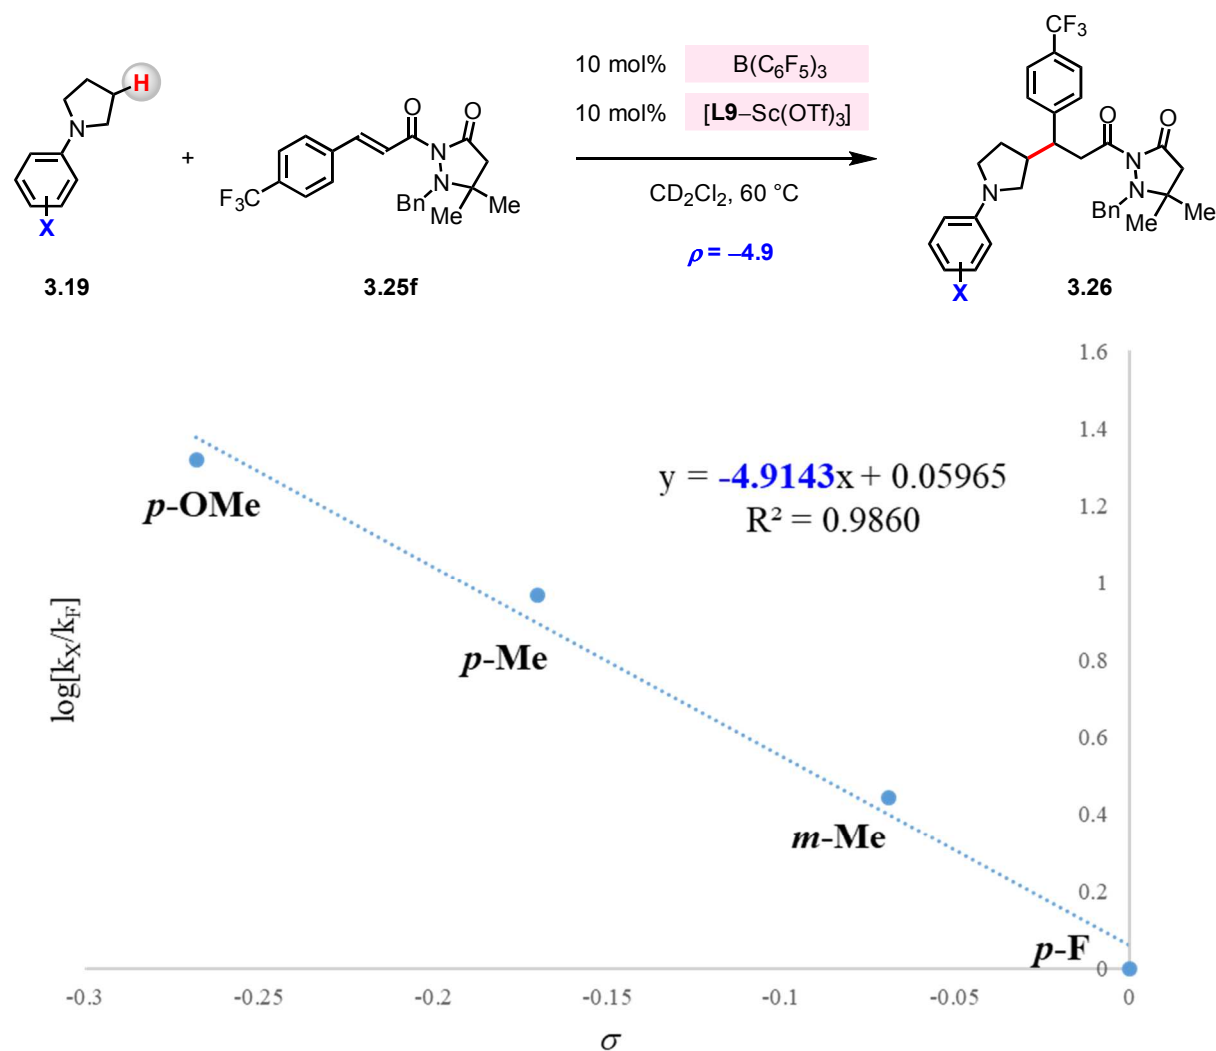 H
N
X
3.19
+
F3C
O
N
O
N
Bn
Me
Me
3.25f
10 mol% B(C6F5)3
10 mol% [L9–Sc(OTf)3]
CD2Cl2, 60 °C
ρ = –4.9
CF3
O
N
O
N
Bn
Me
Me
N
X
3.26
y = -4.9143x + 0.05965
R² = 0.9860
log[kX/kF]
p-OMe
p-Me
m-Me
p-F
1.6
1.4
1.2
1
0.8
0.6
0.4
0.2
0
-0.3
-0.25
-0.2
-0.15
-0.1
-0.05
0
σ